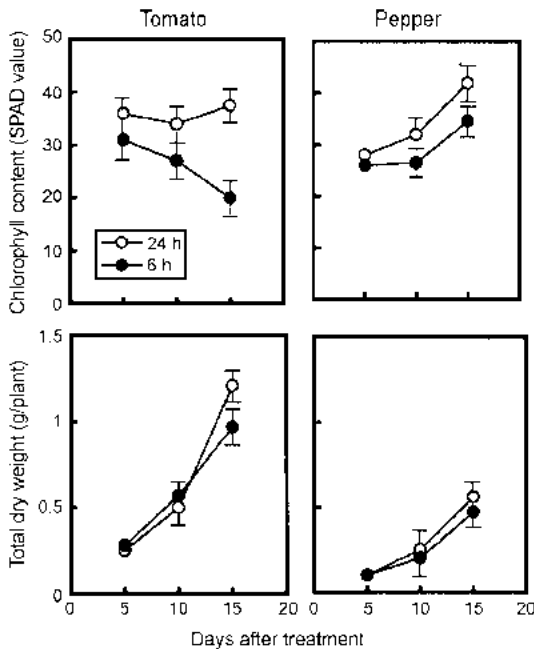 Tomato
Pepper
Chlorophyll content (SPAD value)
50
40
30
20
10
0
24 h
6 h
Total dry weight (g/plant)
1.5
1
0.5
0
0 5 10 15 20
0 5 10 15 20
Days after treatment